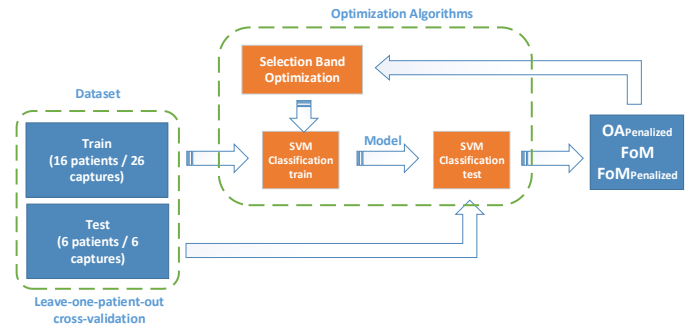 Optimization Algorithms
Selection Band
Optimization
Dataset
Train
(16 patients / 26
captures)
SVM
Classification
train
Model
SVM
Classification
test
OAPenalized
FoM
FoMPenalized
Test
(6 patients / 6
captures)
Leave-one-patient-out
cross-validation